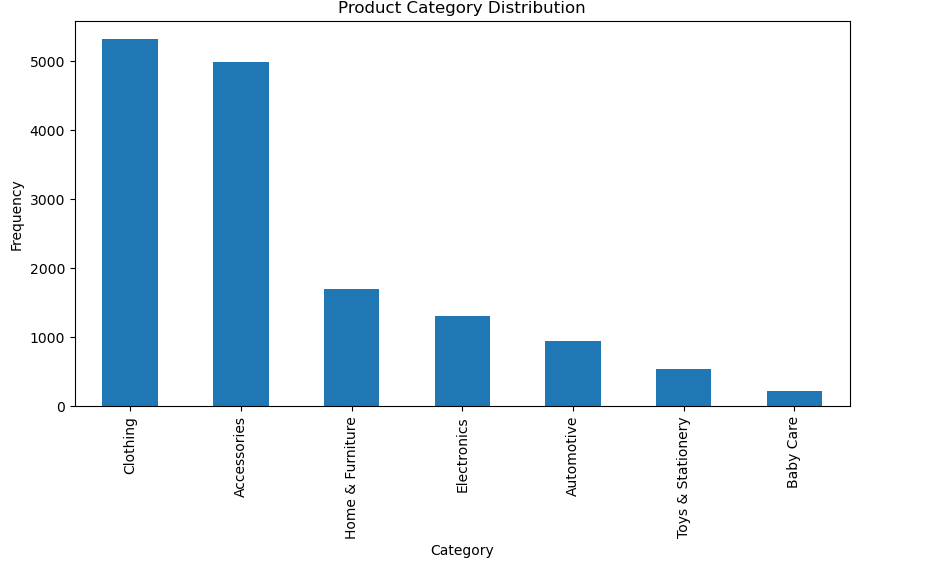 Product Category Distribution
Frequency
5000
4000
3000
2000
1000
0
Clothing
Accessories
Home & Furniture
Electronics
Automotive
Toys & Stationery
Baby Care
Category